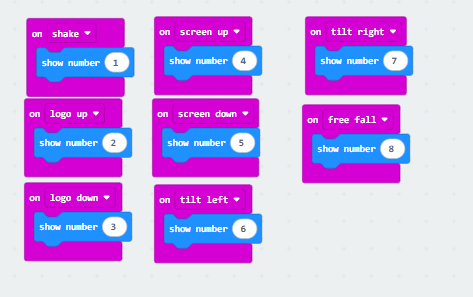 on shake
show number 1
on logo up
show number 2
on logo down
show number 3
on screen up
show number 4
on screen down
show number 5
on tilt left
show number 6
on tilt right
show number 7
on free fall
show number 8